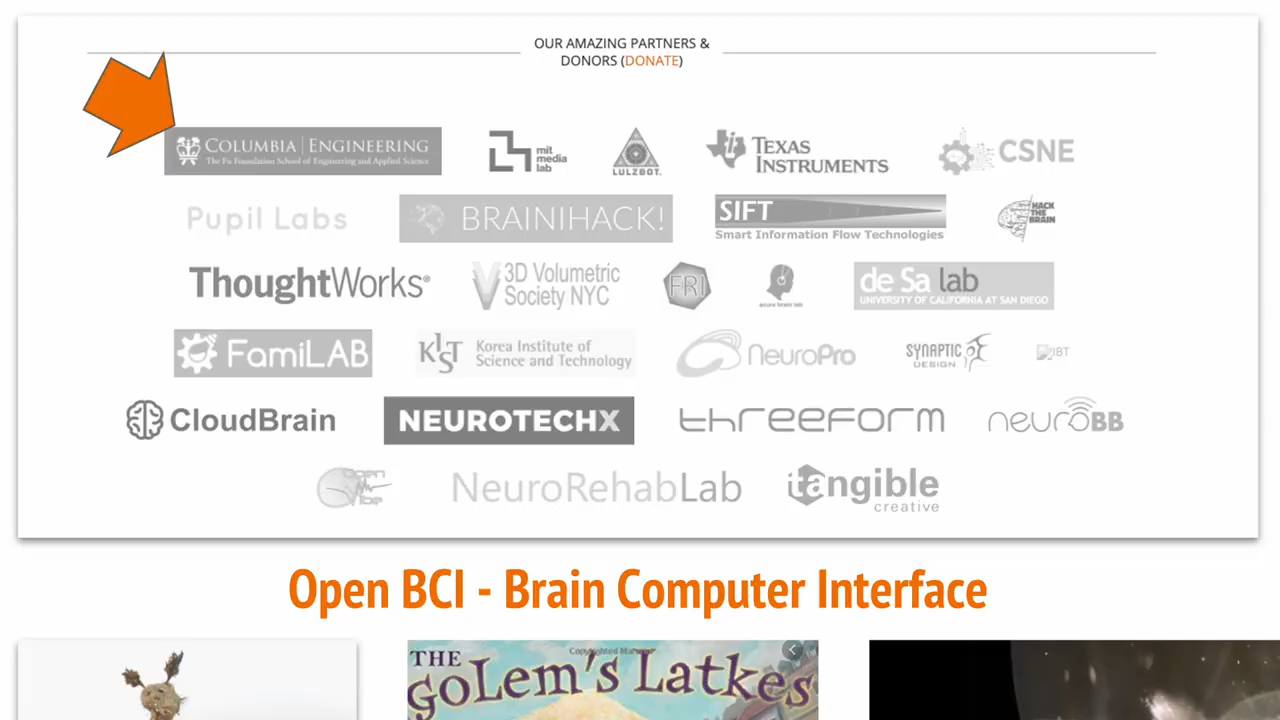 OUR AMAZING PARTNERS &
DONORS (DONATE)
COLUMBIA | ENGINEERING
The Fu Foundation School of Engineering and Applied Science
mit
media
lab
LULZBOT.
TEXAS
INSTRUMENTS
CSNE
Pupil Labs
BRAINIHACK!
SIFT
Smart Information Flow Technologies
HACK
THE
BRAIN
ThoughtWorks®
3D Volumetric
Society NYC
FRI
de Sa lab
UNIVERSITY OF CALIFORNIA AT SAN DIEGO
FamiLAB
KIST
Korea Institute of
Science and Technology
NeuroPro
SYNAPTIC
DESIGN
IBT
CloudBrain
NEUROTECHX
threeform
neuroBB
open
vibe
NeuroRehabLab
tangible
creative
Open BCI - Brain Computer Interface
THE
GOLEM'S LATKES